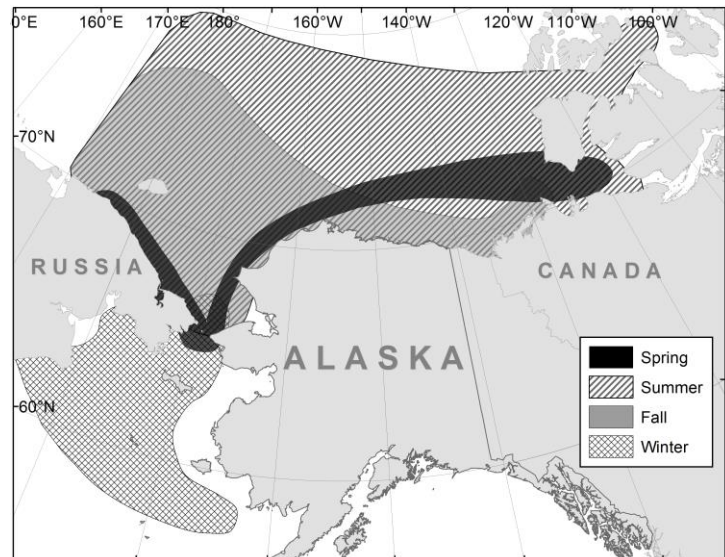 0°E 160°E 170°E 180° 160°W 140°W 120°W 110°W 100°W
70°N
RUSSIA
CANADA
ALASKA
60°N
Spring
Summer
Fall
Winter